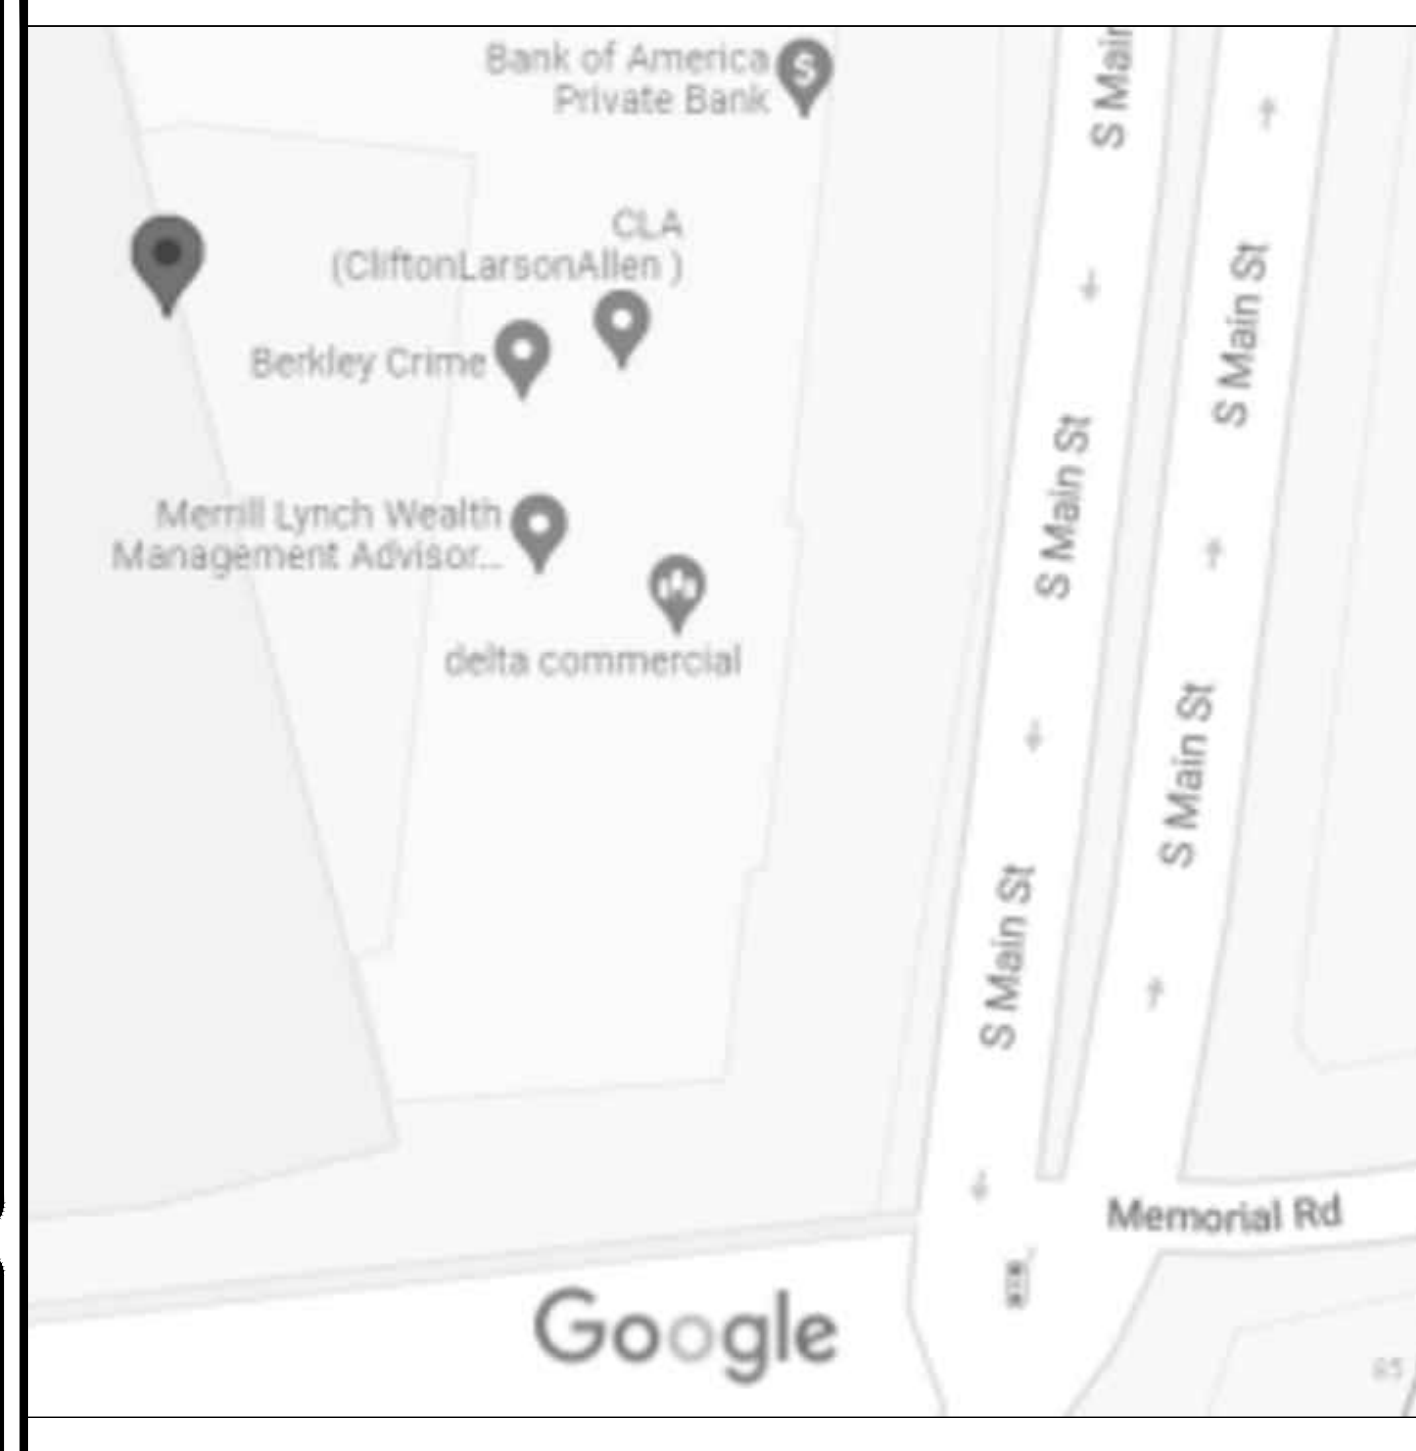 Bank of America
Private Bank
S Main
CLA
(CliftonLarsonAllen )
Berkley Crime
S Main St
S Main St
Merrill Lynch Wealth
Management Advisor...
delta commercial
S Main St
S Main St
Memorial Rd
Google